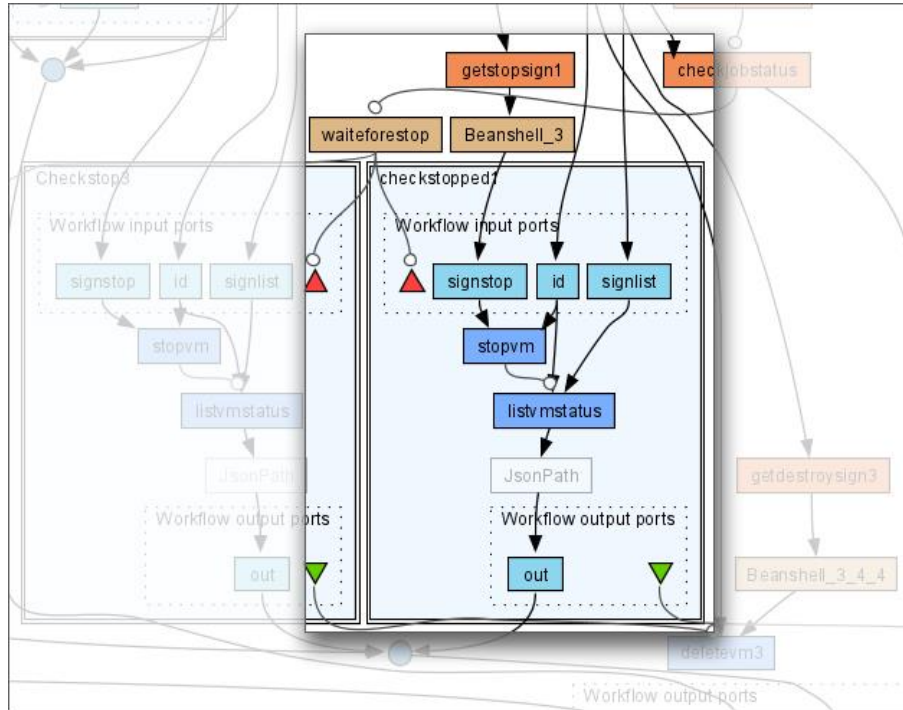 getstopsign1
checkjobstatus
waiteforestop
Beanshell_3
Checkstop3
checkstopped1
Workflow input ports
Workflow input ports
signstop
id
signlist
signstop
id
signlist
stopvm
stopvm
listvmstatus
listvmstatus
JsonPath
JsonPath
getdestroysign3
Workflow output ports
Workflow output ports
out
out
Beanshell_3_4_4
deletevm3
Workflow output ports